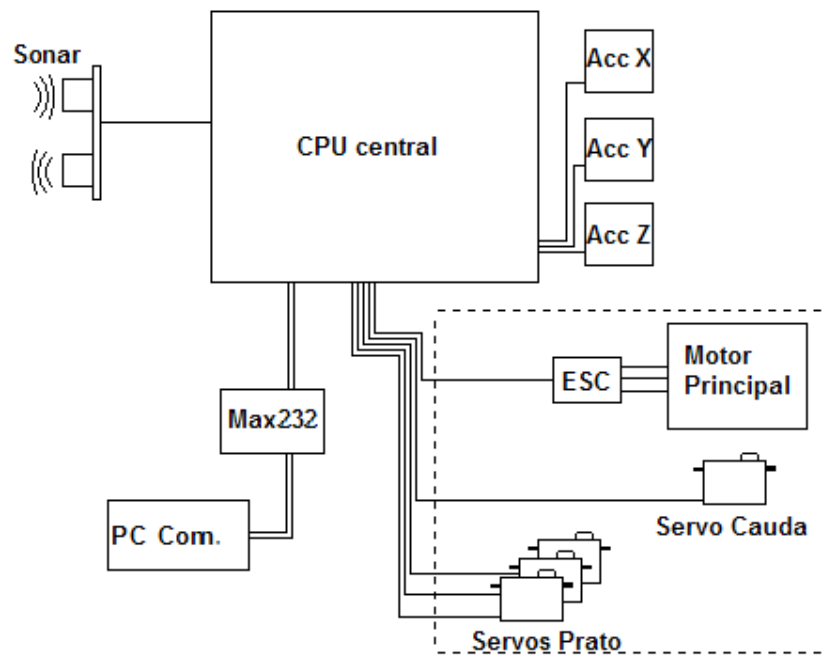 Sonar
CPU central
Acc X
Acc Y
Acc Z
Motor
Principal
ESC
Max232
PC Com.
Servo Cauda
Servos Prato